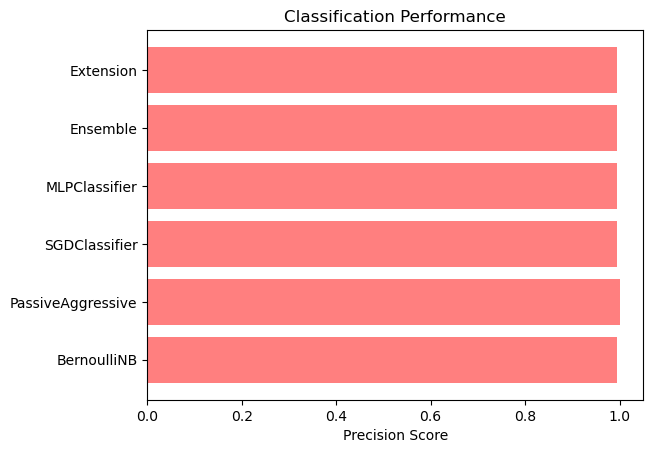 Classification Performance
Extension
Ensemble
MLPClassifier
SGDClassifier
PassiveAggressive
BernoulliNB
0.0 0.2 0.4 0.6 0.8 1.0
Precision Score